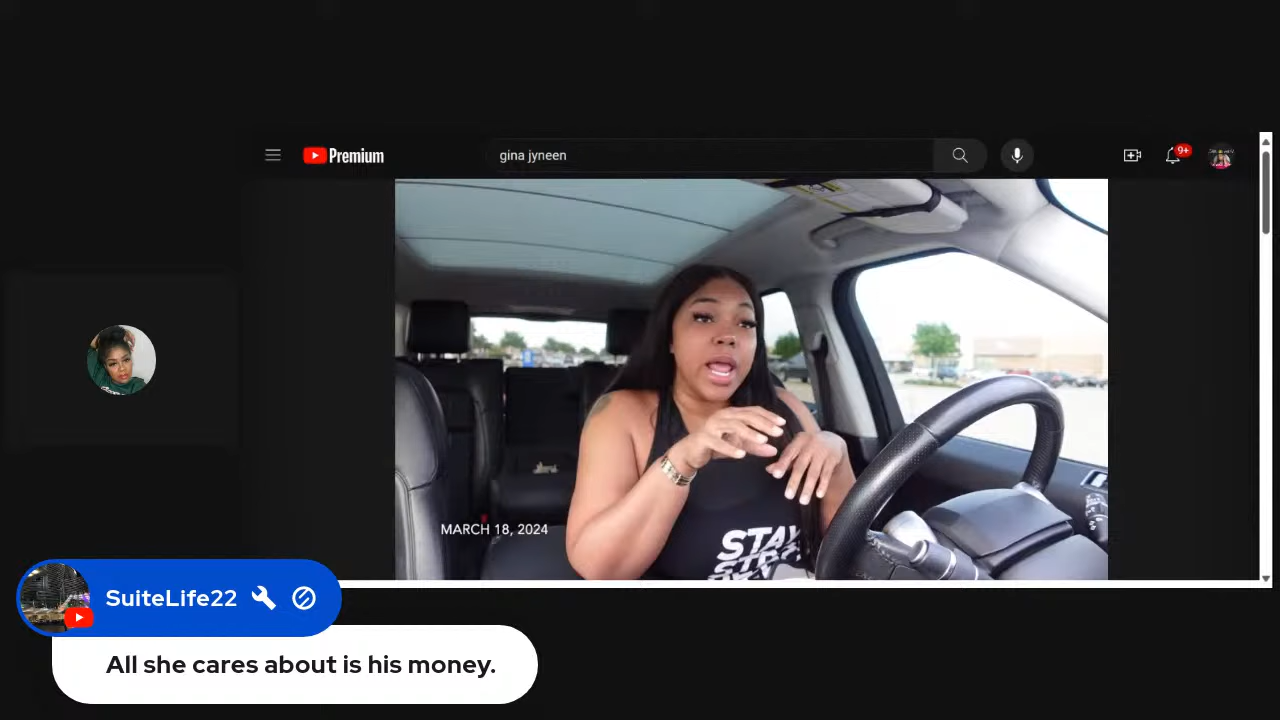 Premium
gina jyneen
9+
MARCH 18, 2024
STAY
SuiteLife22
All she cares about is his money.